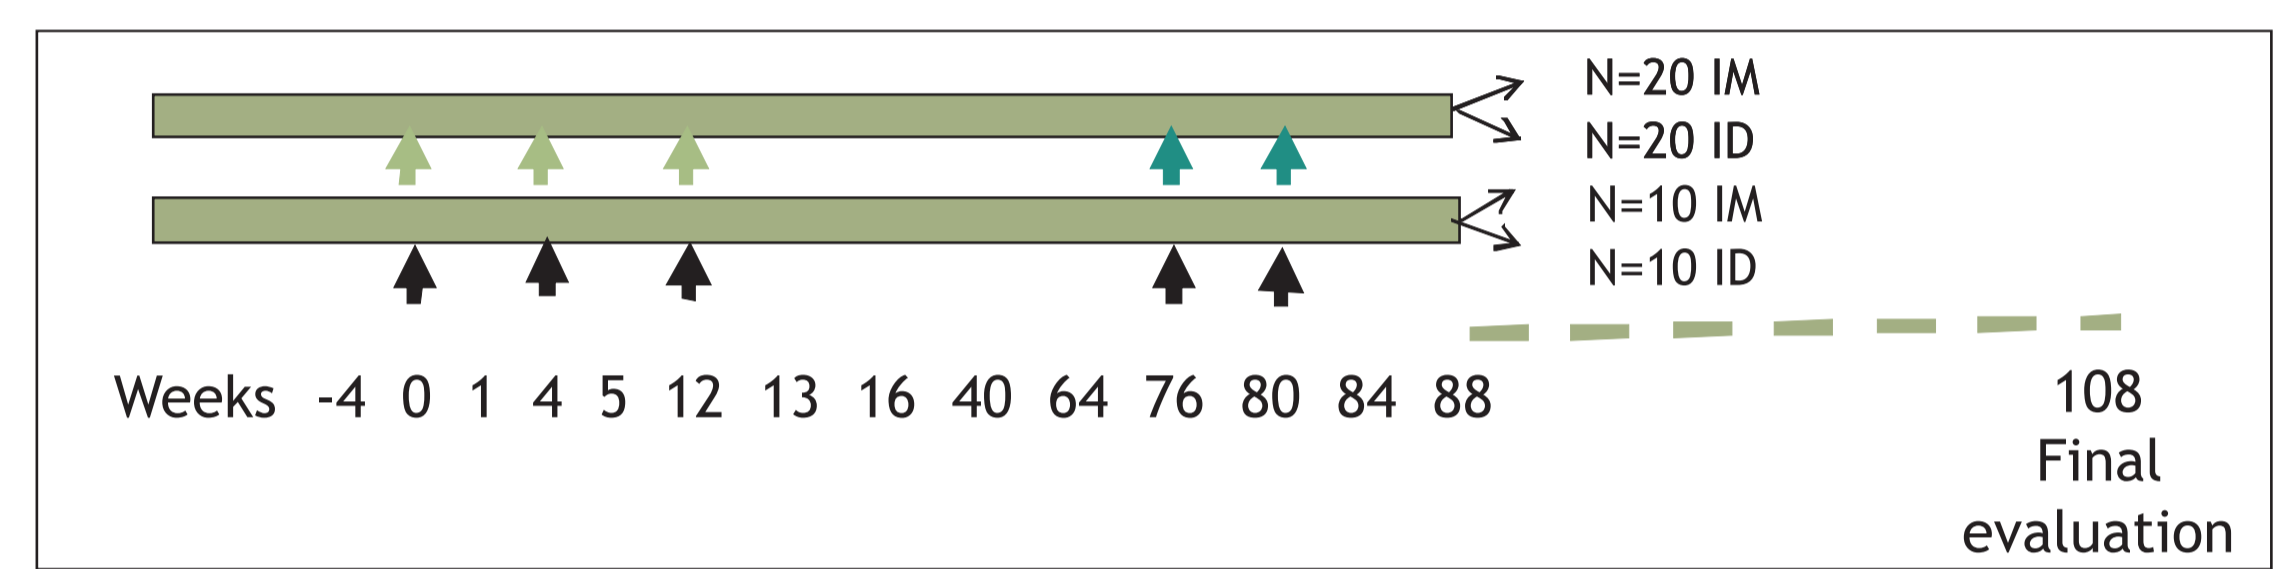 N=20 IM
N=20 ID
N=10 IM
N=10 ID
Weeks -4 0 1 4 5 12 13 16 40 64 76 80 84 88 108
Final
evaluation